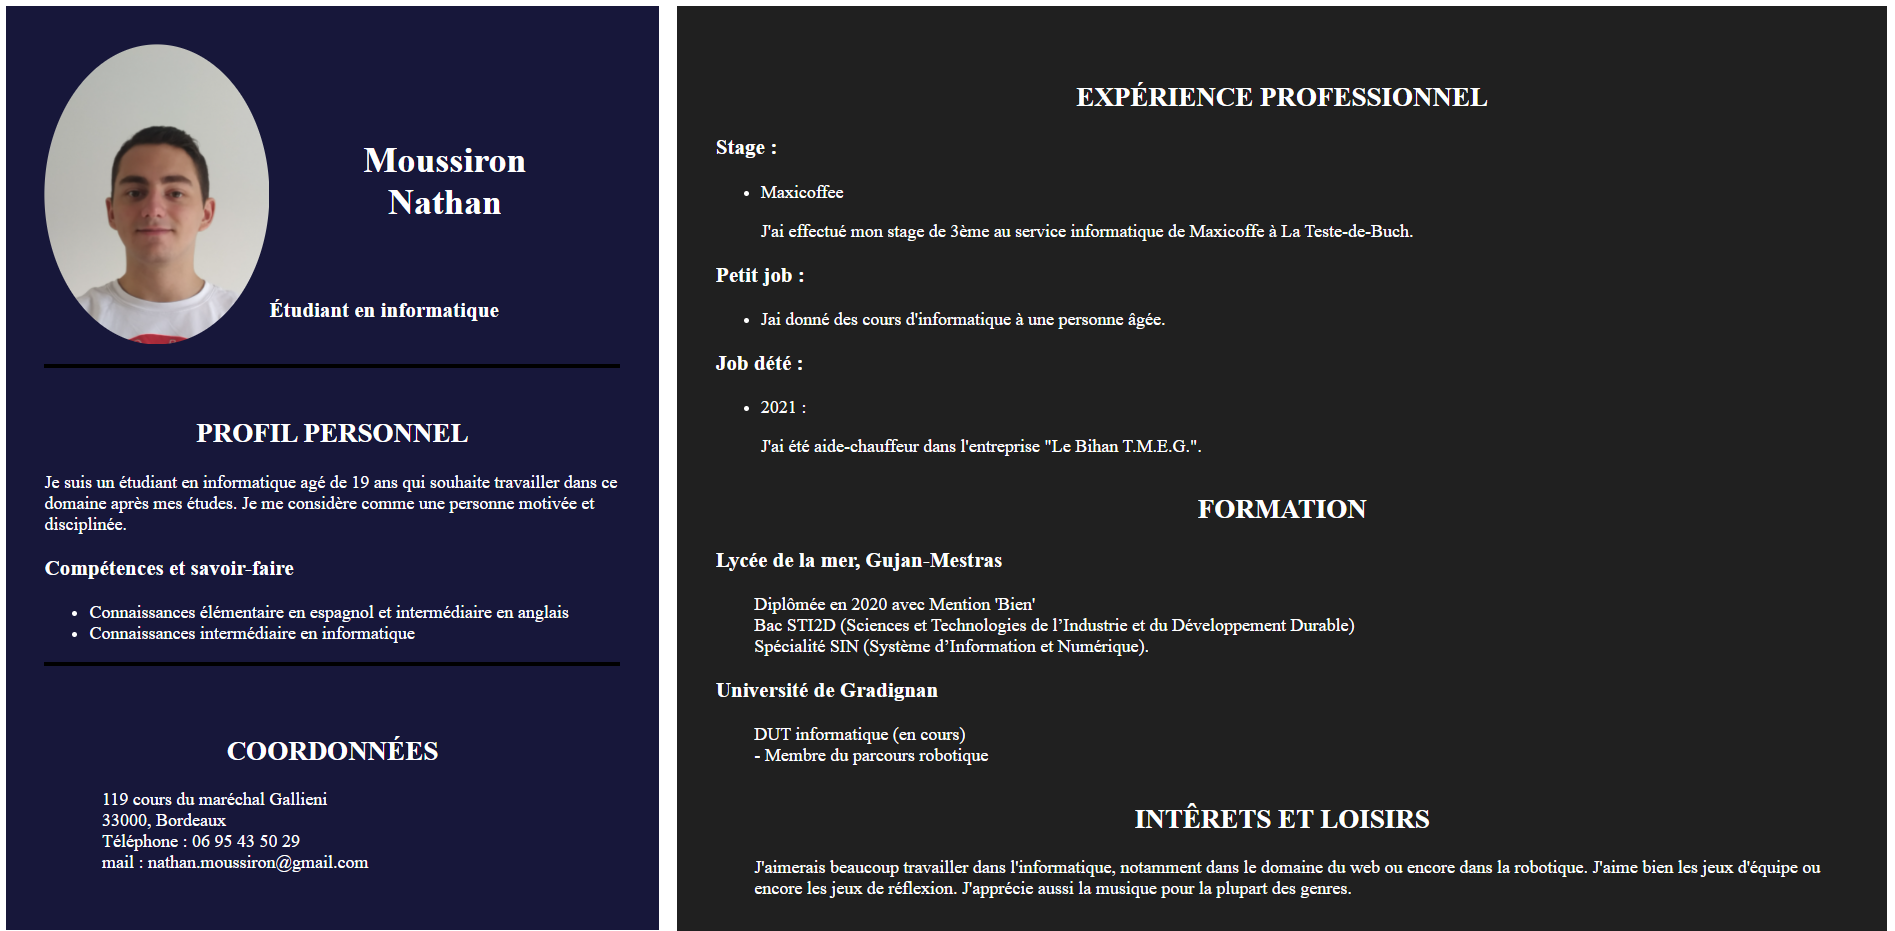 Moussiron
Nathan
Étudiant en informatique
PROFIL PERSONNEL
Je suis un étudiant en informatique agé de 19 ans qui souhaite travailler dans ce
domaine après mes études. Je me considère comme une personne motivée et
disciplinée.
Compétences et savoir-faire
• Connaissances élémentaire en espagnol et intermédiaire en anglais
• Connaissances intermédiaire en informatique
COORDONNÉES
119 cours du maréchal Gallieni
33000, Bordeaux
Téléphone : 06 95 43 50 29
mail : nathan.moussiron@gmail.com
EXPÉRIENCE PROFESSIONNEL
Stage :
• Maxicoffee
J'ai effectué mon stage de 3ème au service informatique de Maxicoffe à La Teste-de-Buch.
Petit job :
• Jai donné des cours d'informatique à une personne âgée.
Job dété :
• 2021 :
J'ai été aide-chauffeur dans l'entreprise "Le Bihan T.M.E.G.".
FORMATION
Lycée de la mer, Gujan-Mestras
Diplômée en 2020 avec Mention 'Bien'
Bac STI2D (Sciences et Technologies de l’Industrie et du Développement Durable)
Spécialité SIN (Système d’Information et Numérique).
Université de Gradignan
DUT informatique (en cours)
- Membre du parcours robotique
INTÊRETS ET LOISIRS
J'aimerais beaucoup travailler dans l'informatique, notamment dans le domaine du web ou encore dans la robotique. J'aime bien les jeux d'équipe ou
encore les jeux de réflexion. J'apprécie aussi la musique pour la plupart des genres.